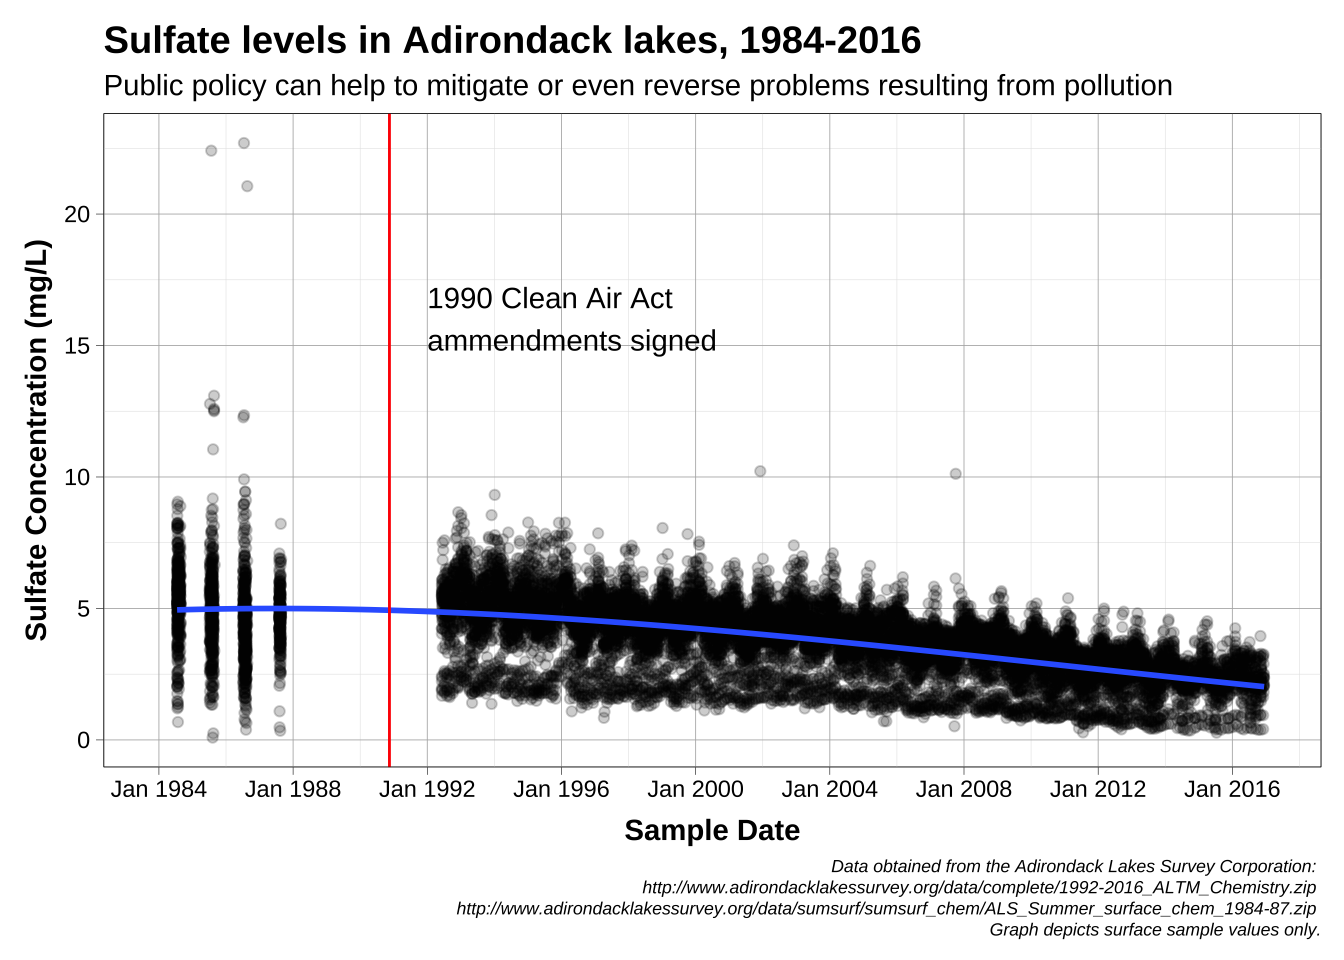 Sulfate levels in Adirondack lakes, 1984-2016
Public policy can help to mitigate or even reverse problems resulting from pollution
Sulfate Concentration (mg/L)
20
15
10
5
0
1990 Clean Air Act
ammendments signed
Jan 1984 Jan 1988 Jan 1992 Jan 1996 Jan 2000 Jan 2004 Jan 2008 Jan 2012 Jan 2016
Sample Date
Data obtained from the Adirondack Lakes Survey Corporation:
http://www.adirondacklakessurvey.org/data/complete/1992-2016_ALTM_Chemistry.zip
http://www.adirondacklakessurvey.org/data/sumsurf/sumsurf_chem/ALS_Summer_surface_chem_1984-87.zip
Graph depicts surface sample values only.